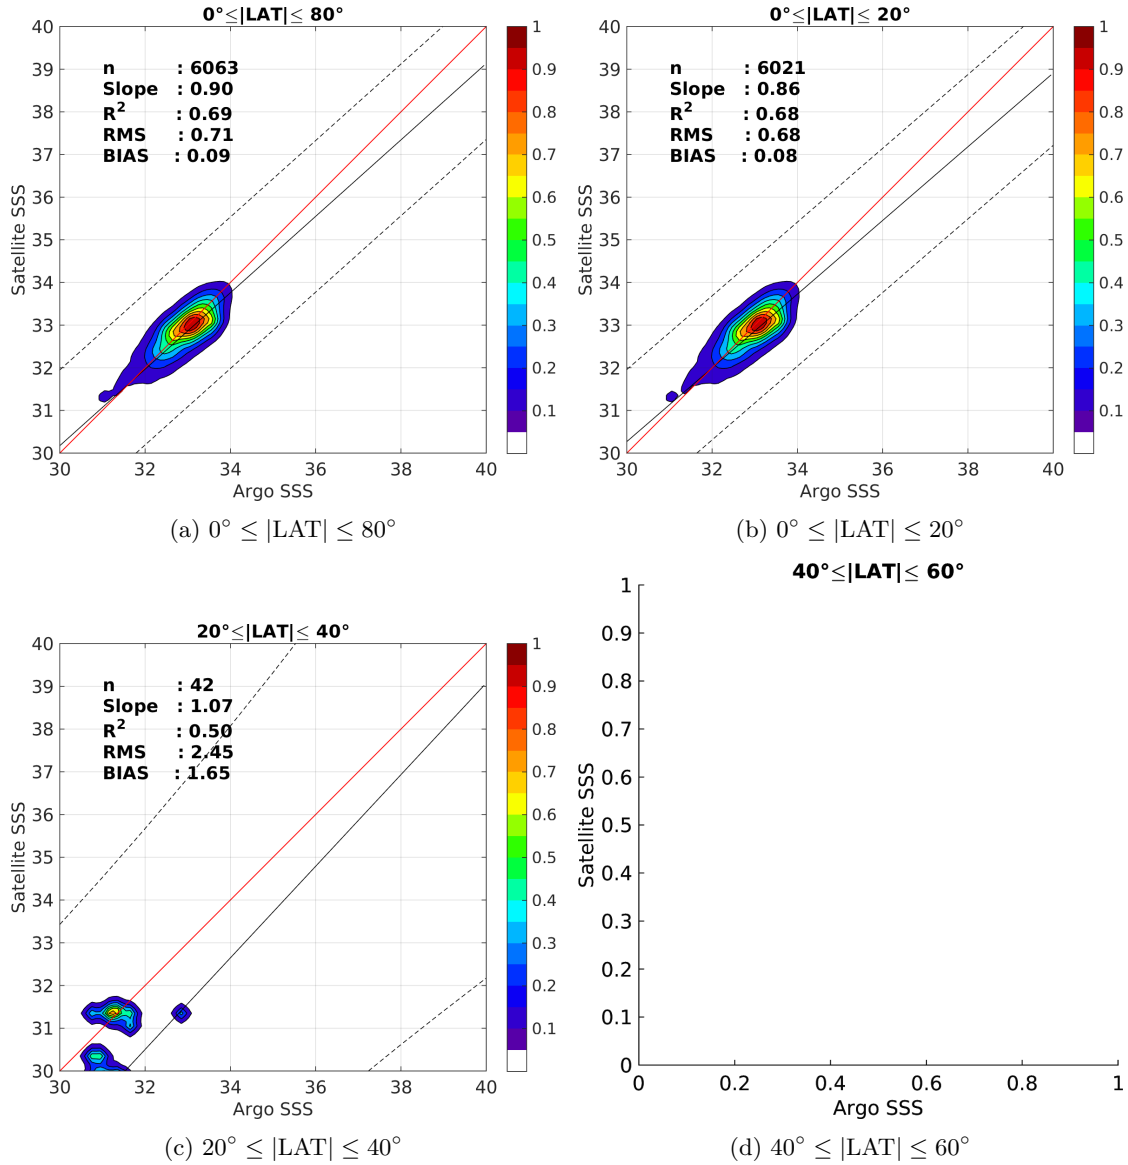 0°≤|LAT|≤ 80°
n : 6063
Slope : 0.90
R2 : 0.69
RMS : 0.71
BIAS : 0.09
40
39
38
37
36
35
34
33
32
31
30
30 32 34 36 38 40
Satellite SSS
Argo SSS
1
0.9
0.8
0.7
0.6
0.5
0.4
0.3
0.2
0.1
(a) 0° ≤ |LAT| ≤ 80°
0°≤|LAT|≤ 20°
n : 6021
Slope : 0.86
R2 : 0.68
RMS : 0.68
BIAS : 0.08
40
39
38
37
36
35
34
33
32
31
30
30 32 34 36 38 40
Satellite SSS
Argo SSS
1
0.9
0.8
0.7
0.6
0.5
0.4
0.3
0.2
0.1
(b) 0° ≤ |LAT| ≤ 20°
20°≤|LAT|≤ 40°
n : 42
Slope : 1.07
R2 : 0.50
RMS : 2.45
BIAS : 1.65
40
39
38
37
36
35
34
33
32
31
30
30 32 34 36 38 40
Satellite SSS
Argo SSS
1
0.9
0.8
0.7
0.6
0.5
0.4
0.3
0.2
0.1
(c) 20° ≤ |LAT| ≤ 40°
40°≤|LAT|≤ 60°
1
0.9
0.8
0.7
0.6
0.5
0.4
0.3
0.2
0.1
0
0 0.2 0.4 0.6 0.8 1
Satellite SSS
Argo SSS
(d) 40° ≤ |LAT| ≤ 60°